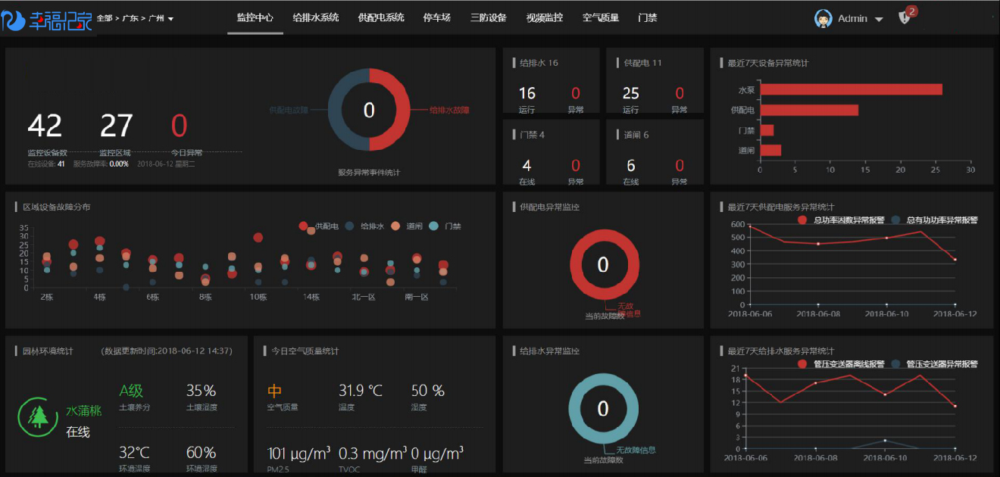 幸福记家 全部 > 广东 > 广州 监控中心 给排水系统 供配电系统 停车场 三防设备 视频监控 空气质量 门禁 Admin 2
42 27 0
监控设备数 监控区域 今日异常
在线设备: 41 服务故障率: 0.00% 2018-06-12 星期二
供配电故障 0 给排水故障
服务异常事件统计
给排水 16
16 0
运行 异常
供配电 11
25 0
运行 异常
门禁 4
4 0
在线 异常
道闸 6
6 0
在线 异常
最近7天设备异常统计
水泵
供配电
门禁
道闸
0 5 10 15 20 25 30
区域设备故障分布
供配电 给排水 道闸 门禁
35
30
25
20
15
10
5
0
2栋 4栋 6栋 8栋 10栋 14栋 北一区 南一区
供配电异常监控
0
无故
障信息
当前故障数
最近7天供配电服务异常统计
总功率因数异常报警 总有功功率异常报警
600
500
400
300
200
100
0
2018-06-06 2018-06-08 2018-06-10 2018-06-12
园林环境统计 (数据更新时间:2018-06-12 14:37)
水蒲桃
在线
A级 35%
土壤养分 土壤湿度
32℃ 60%
环境温度 环境湿度
今日空气质量统计
中 31.9 ℃ 50 %
空气质量 温度 湿度
101 μg/m³ 0.3 mg/m³ 0 μg/m³
PM2.5 TVOC 甲醛
给排水异常监控
0
无故障信息
当前故障数
最近7天给排水服务异常统计
管压变送器离线报警 管压变送器异常报警
21
18
15
12
9
6
3
0
2018-06-06 2018-06-08 2018-06-10 2018-06-12